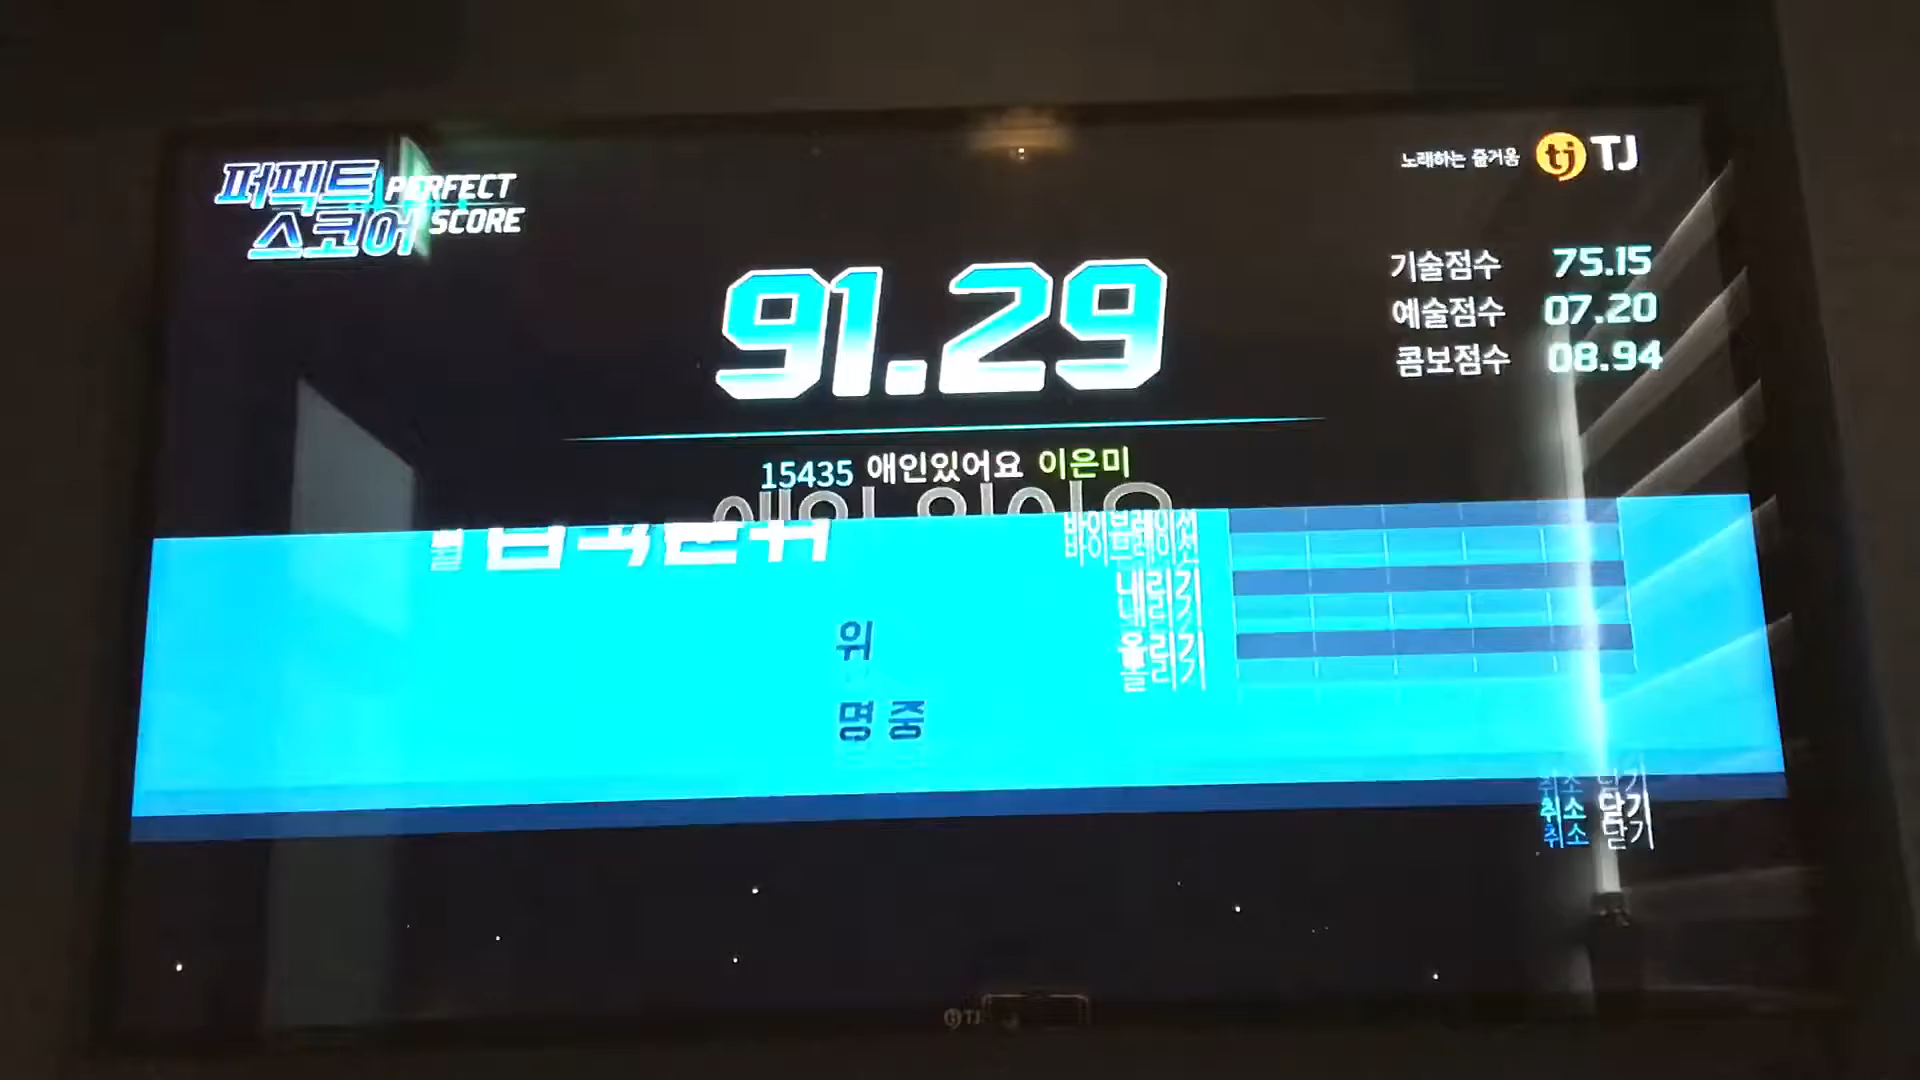 퍼펙트 PERFECT
스코어 SCORE
노래하는 즐거움 tj TJ
91.29
기술점수 75.15
예술점수 07.20
콤보점수 08.94
15435 애인있어요 이은미
바이브레이션
내리기
올리기
위
명 중
취소 닫기
TJ